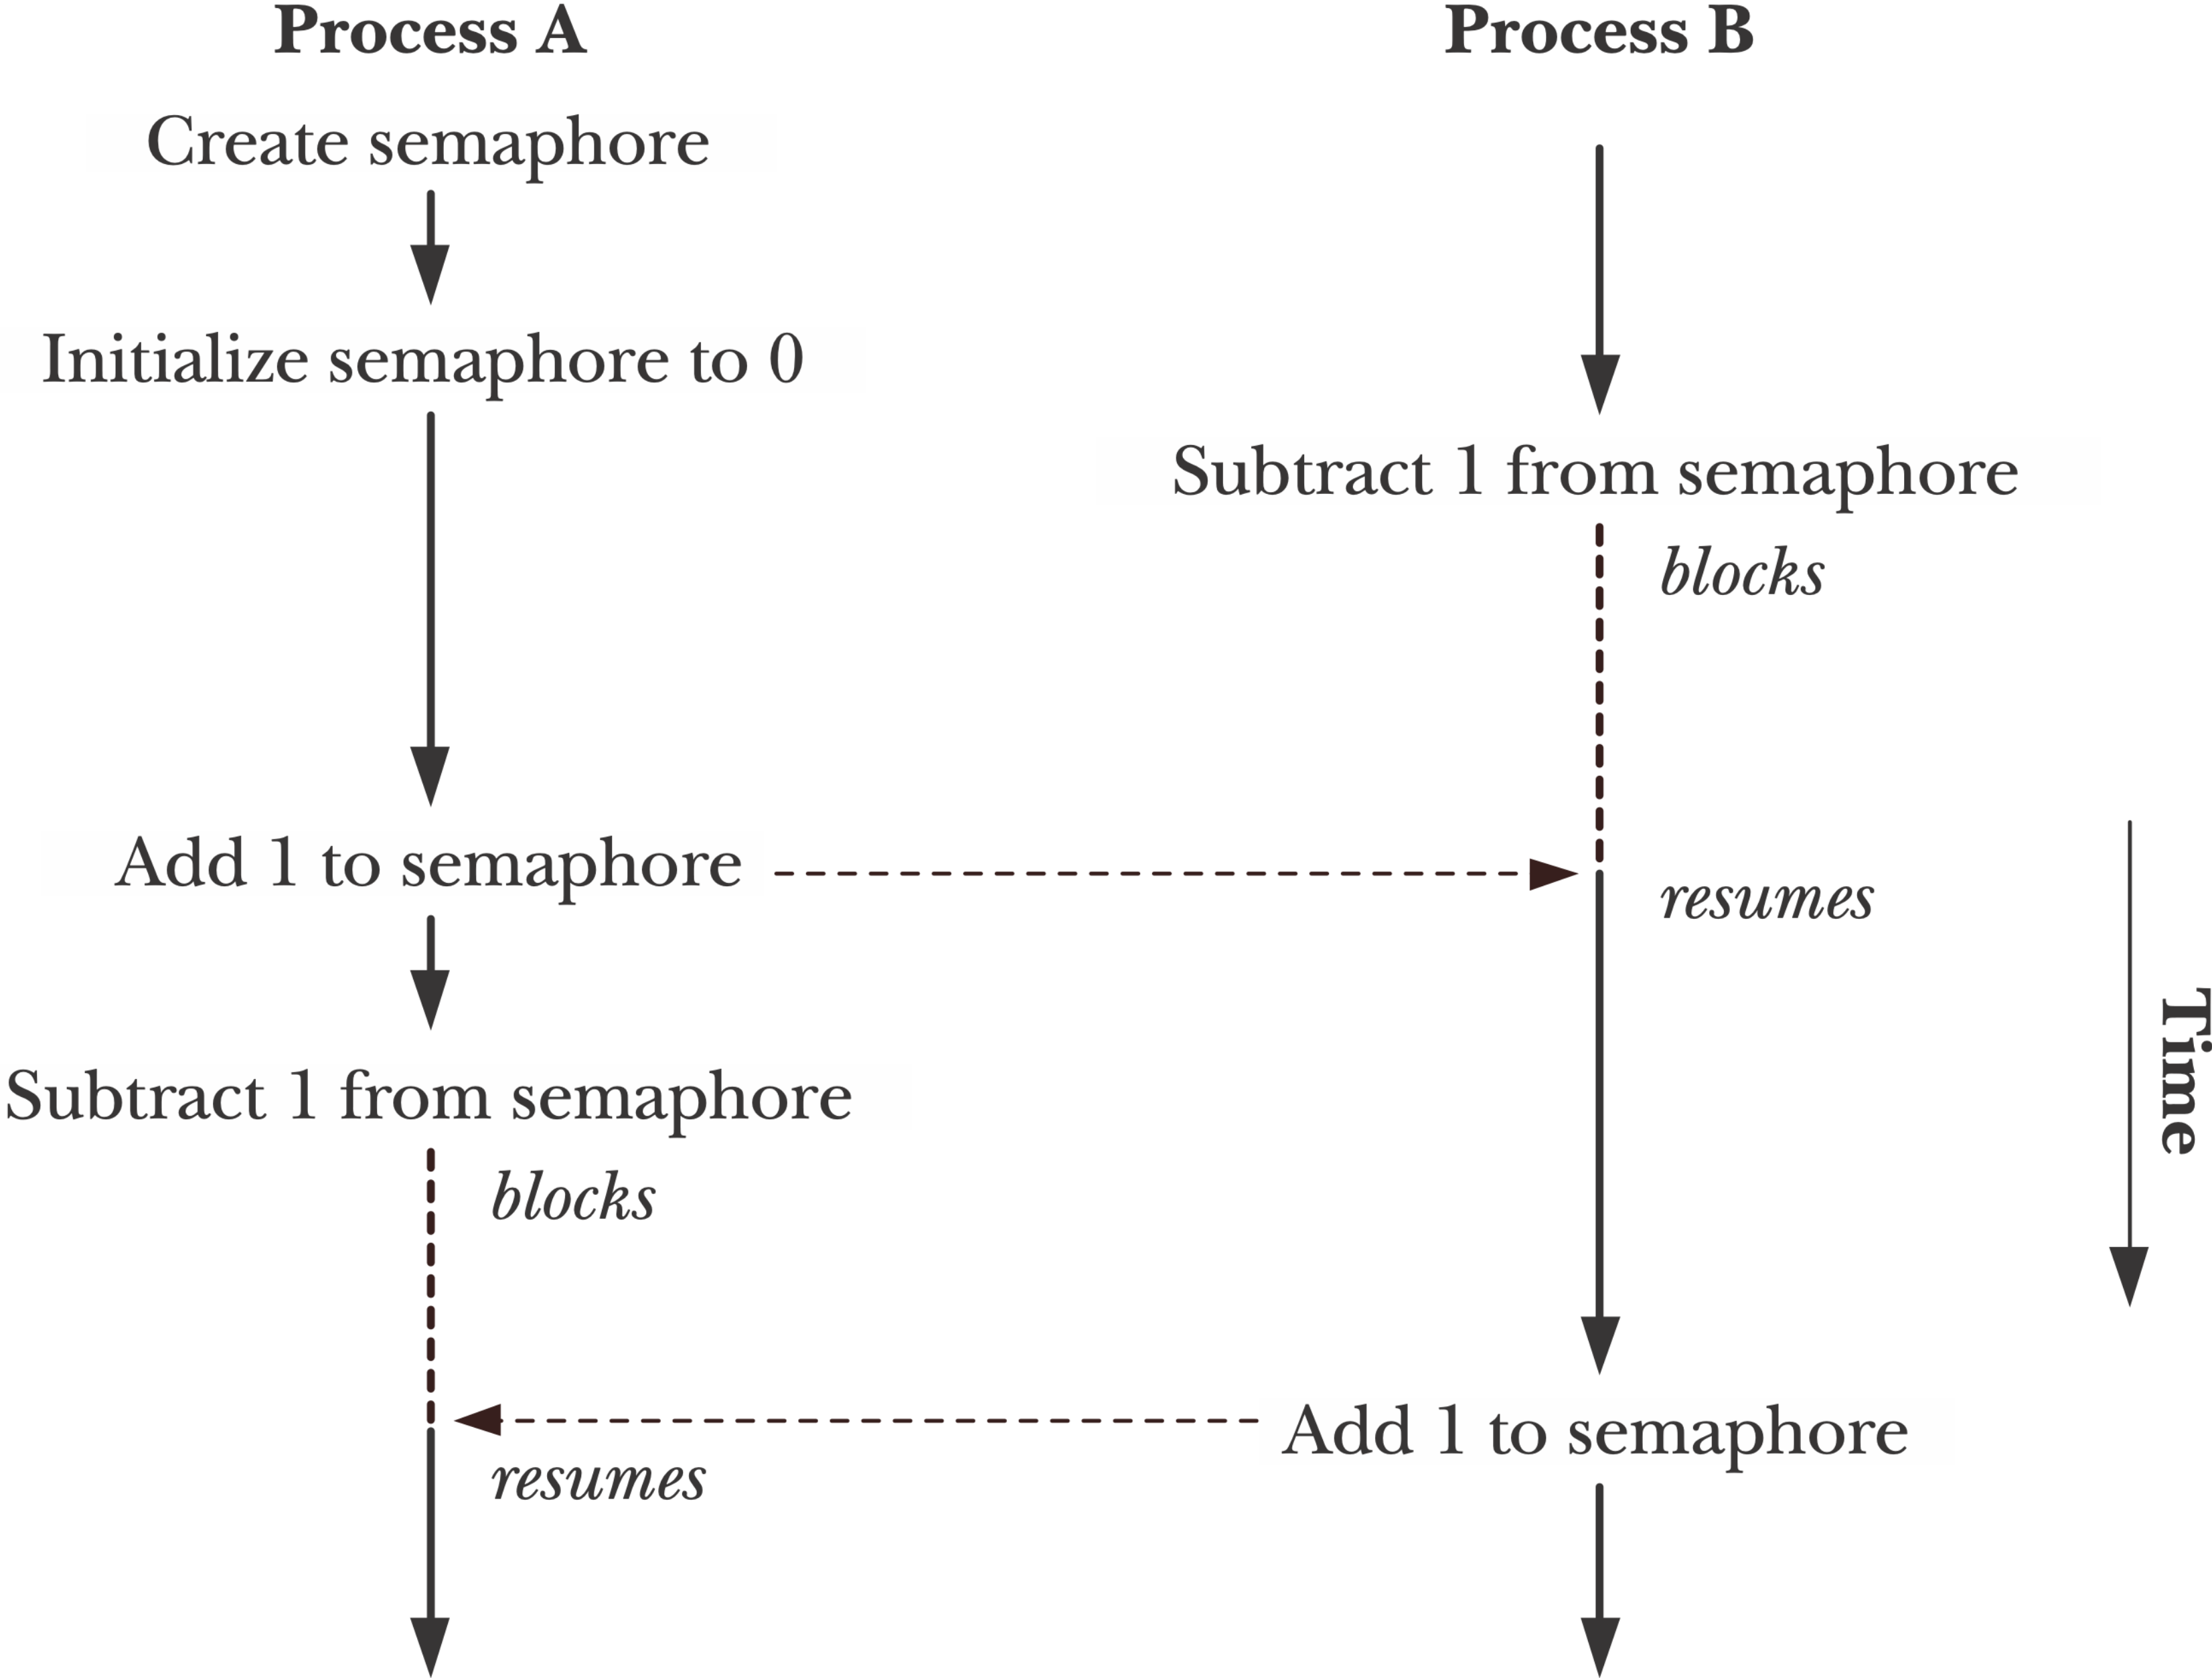 Process A
Process B
Create semaphore
Initialize semaphore to 0
Subtract 1 from semaphore
blocks
Add 1 to semaphore
resumes
Time
Subtract 1 from semaphore
blocks
Add 1 to semaphore
resumes